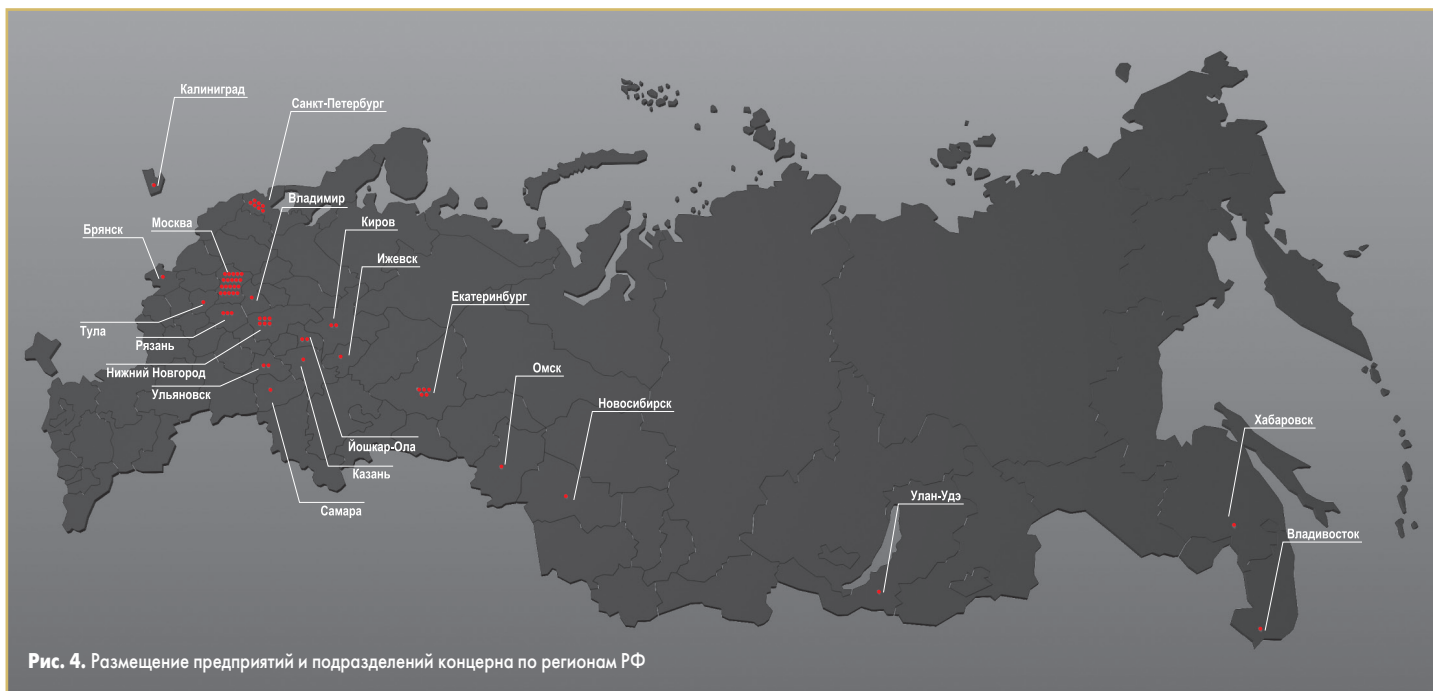 Калининград
Санкт-Петербург
Владимир
Москва
Брянск
Киров
Ижевск
Екатеринбург
Тула
Рязань
Нижний Новгород
Ульяновск
Омск
Новосибирск
Хабаровск
Йошкар-Ола
Казань
Самара
Улан-Удэ
Владивосток
Рис. 4. Размещение предприятий и подразделений концерна по регионам РФ